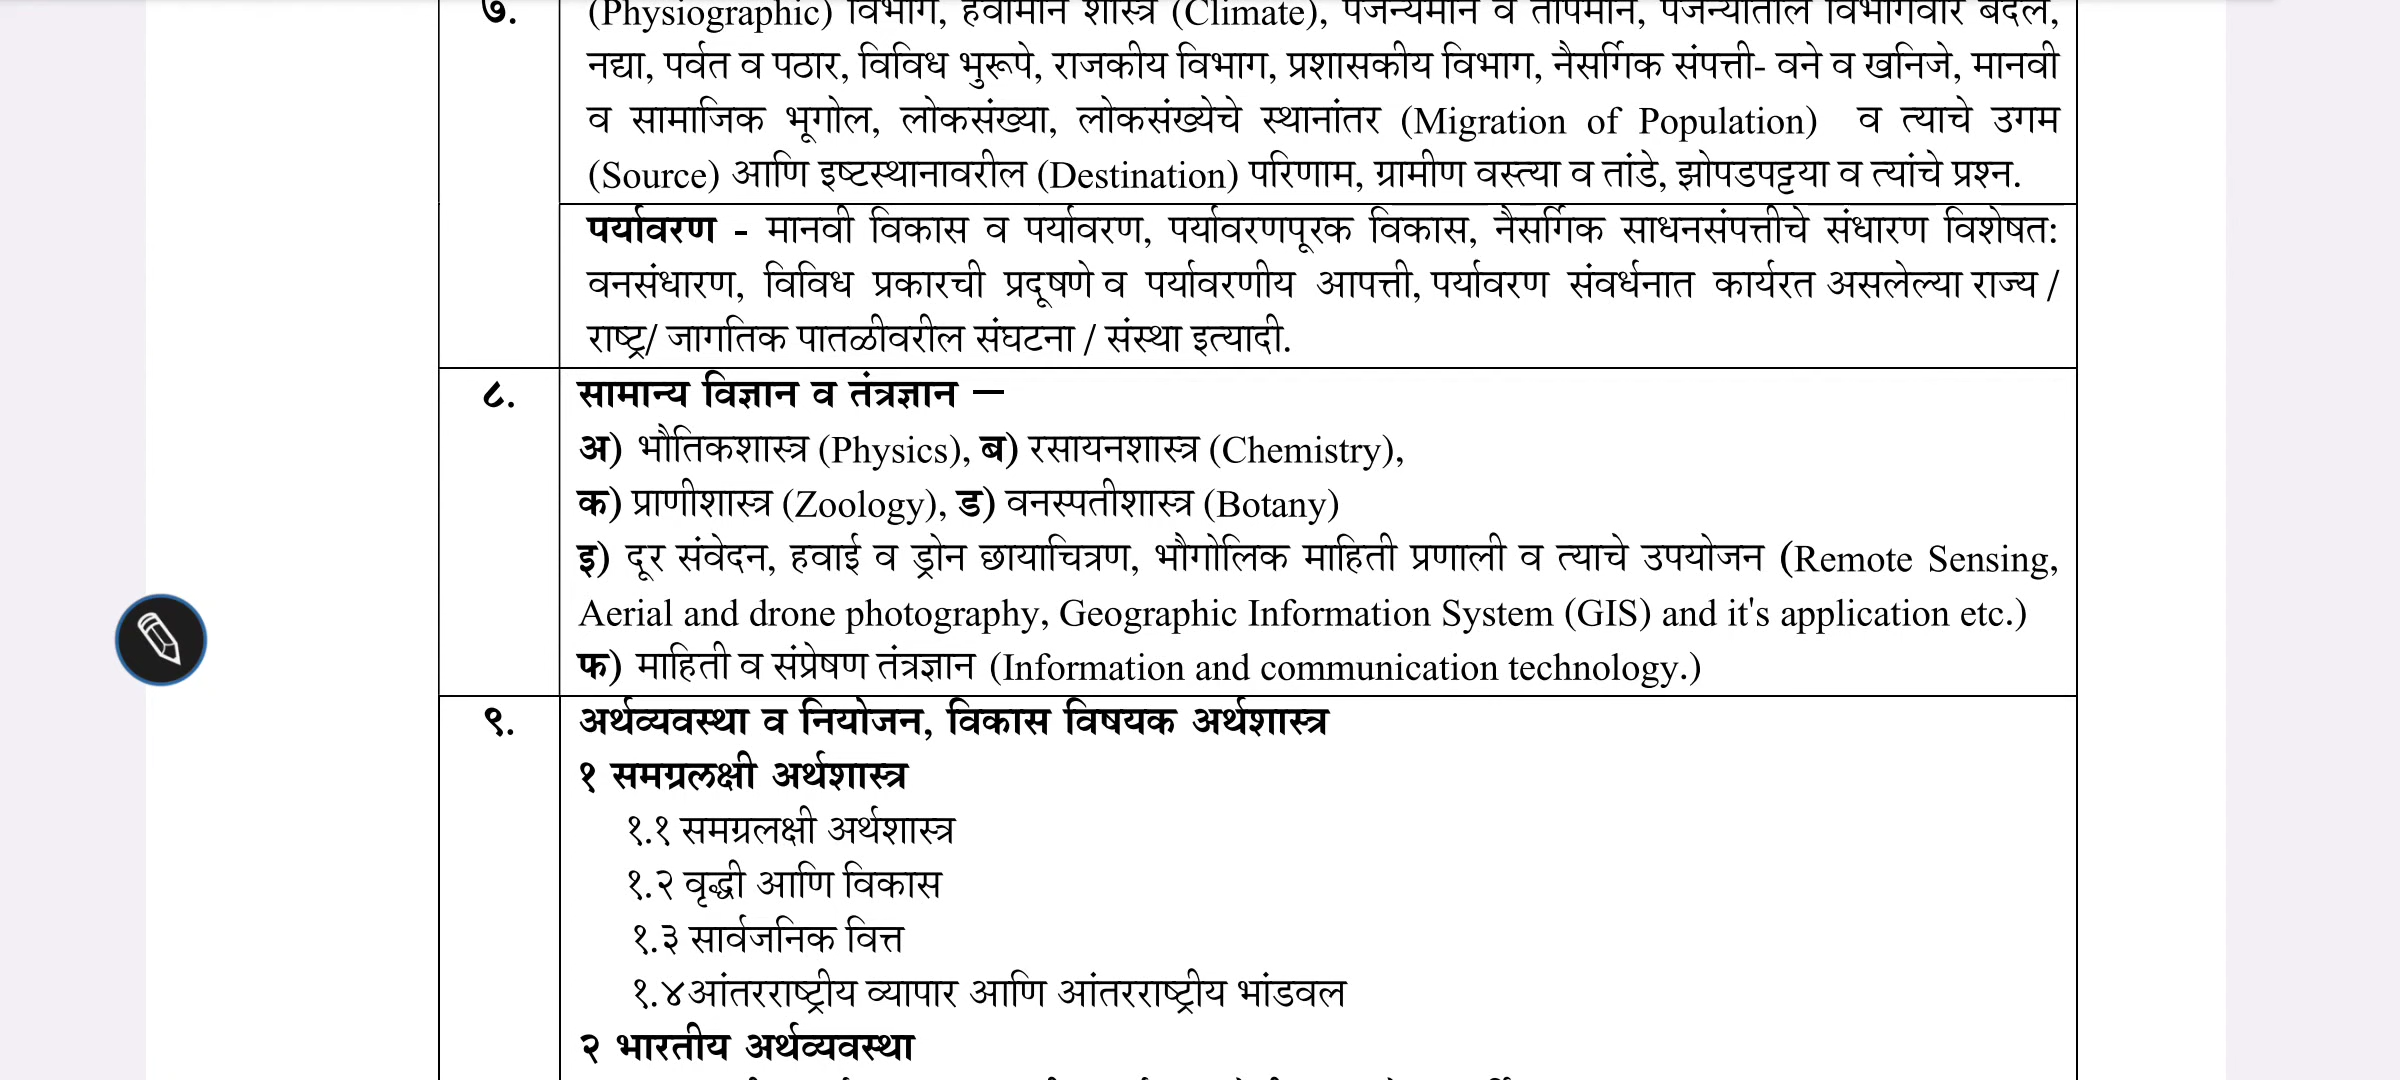 ७. (Physiographic) विभाग, हवामान शास्त्र (Climate), पर्जन्यमान व तापमान, पर्जन्यातील विभागवार बदल,
नद्या, पर्वत व पठार, विविध भुरूपे, राजकीय विभाग, प्रशासकीय विभाग, नैसर्गिक संपत्ती- वने व खनिजे, मानवी
व सामाजिक भूगोल, लोकसंख्या, लोकसंख्येचे स्थानांतर (Migration of Population) व त्याचे उगम
(Source) आणि इष्टस्थानावरील (Destination) परिणाम, ग्रामीण वस्त्या व तांडे, झोपडपट्टया व त्यांचे प्रश्न.
पर्यावरण - मानवी विकास व पर्यावरण, पर्यावरणपूरक विकास, नैसर्गिक साधनसंपत्तीचे संधारण विशेषत:
वनसंधारण, विविध प्रकारची प्रदूषणे व पर्यावरणीय आपत्ती, पर्यावरण संवर्धनात कार्यरत असलेल्या राज्य /
राष्ट्र/ जागतिक पातळीवरील संघटना / संस्था इत्यादी.
८. सामान्य विज्ञान व तंत्रज्ञान –
अ) भौतिकशास्त्र (Physics), ब) रसायनशास्त्र (Chemistry),
क) प्राणीशास्त्र (Zoology), ड) वनस्पतीशास्त्र (Botany)
इ) दूर संवेदन, हवाई व ड्रोन छायाचित्रण, भौगोलिक माहिती प्रणाली व त्याचे उपयोजन (Remote Sensing,
Aerial and drone photography, Geographic Information System (GIS) and it's application etc.)
फ) माहिती व संप्रेषण तंत्रज्ञान (Information and communication technology.)
९. अर्थव्यवस्था व नियोजन, विकास विषयक अर्थशास्त्र
१ समग्रलक्षी अर्थशास्त्र
१.१ समग्रलक्षी अर्थशास्त्र
१.२ वृद्धी आणि विकास
१.३ सार्वजनिक वित्त
१.४आंतरराष्ट्रीय व्यापार आणि आंतरराष्ट्रीय भांडवल
२ भारतीय अर्थव्यवस्था